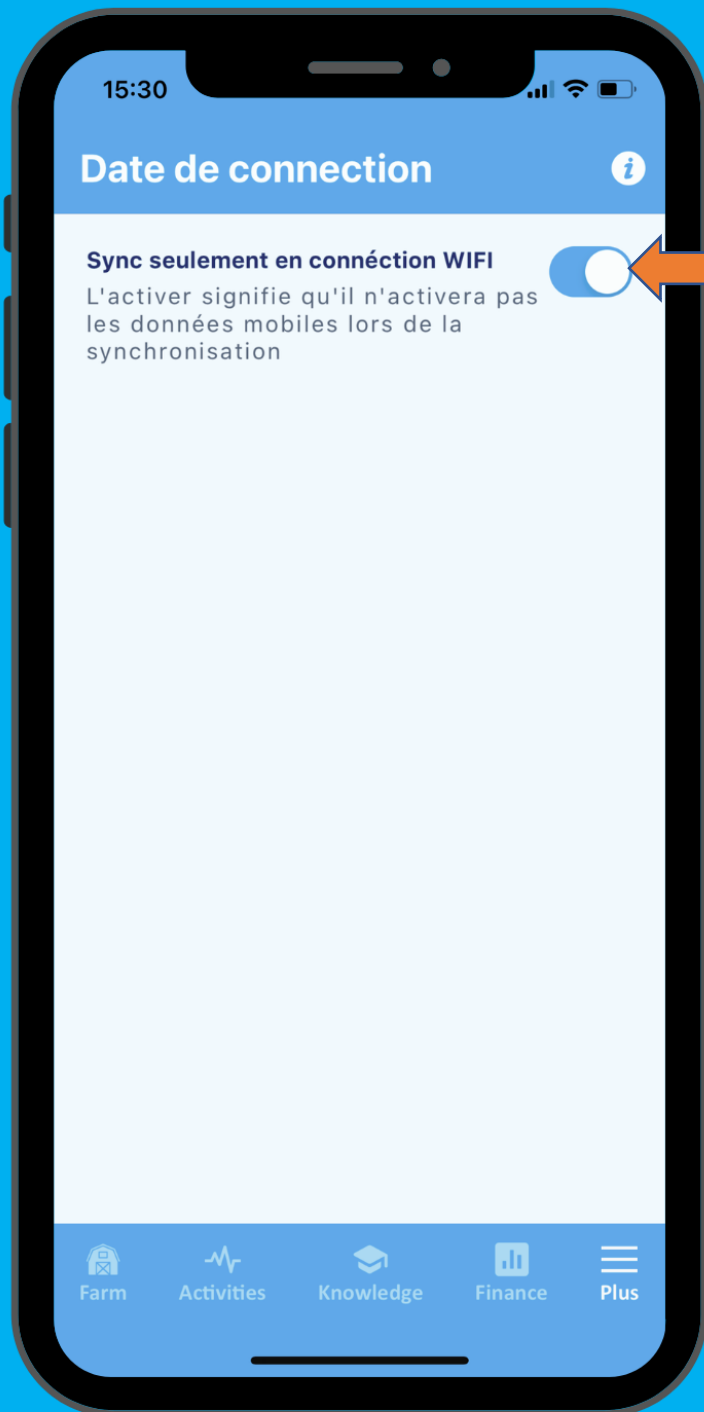 15:30
Date de connection
Sync seulement en connéction WIFI
L'activer signifie qu'il n'activera pas
les données mobiles lors de la
synchronisation
Farm Activities Knowledge Finance Plus